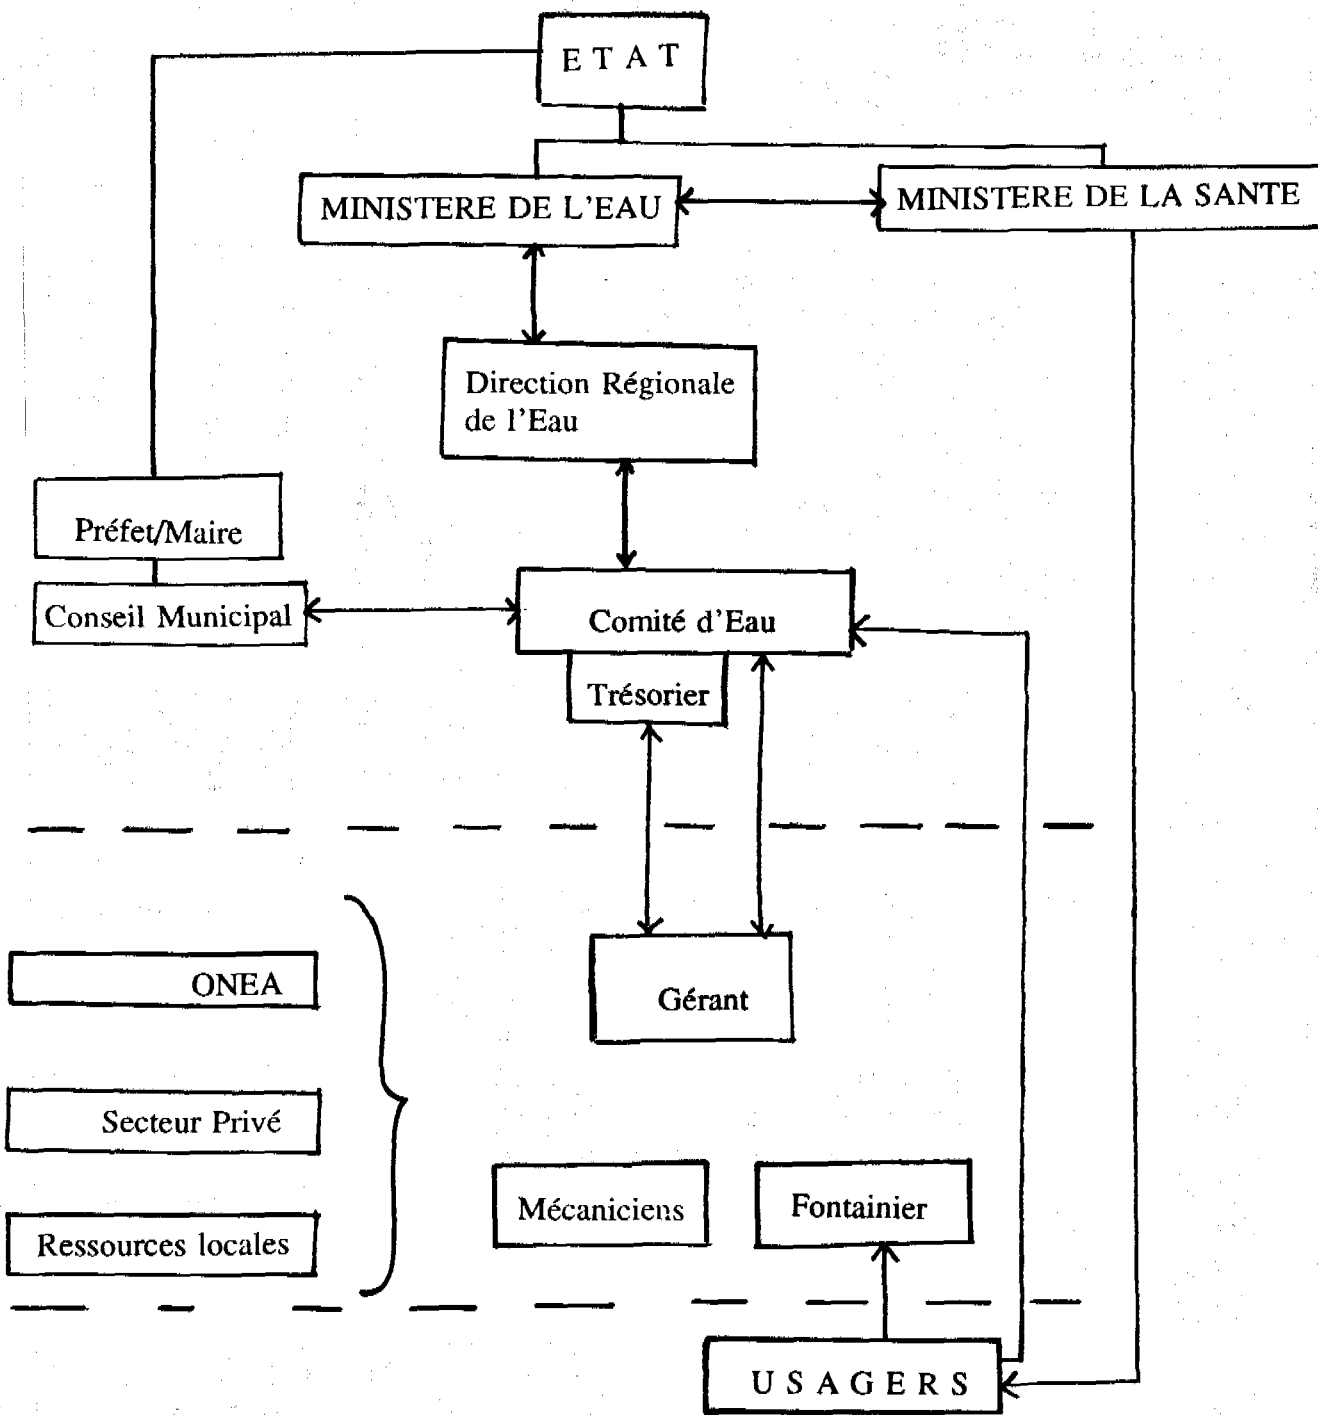 E T A T
MINISTERE DE L'EAU
MINISTERE DE LA SANTE
Direction Régionale
de l'Eau
Préfet/Maire
Conseil Municipal
Comité d'Eau
Trésorier
ONEA
Gérant
Secteur Privé
Mécaniciens
Fontainier
Ressources locales
U S A G E R S